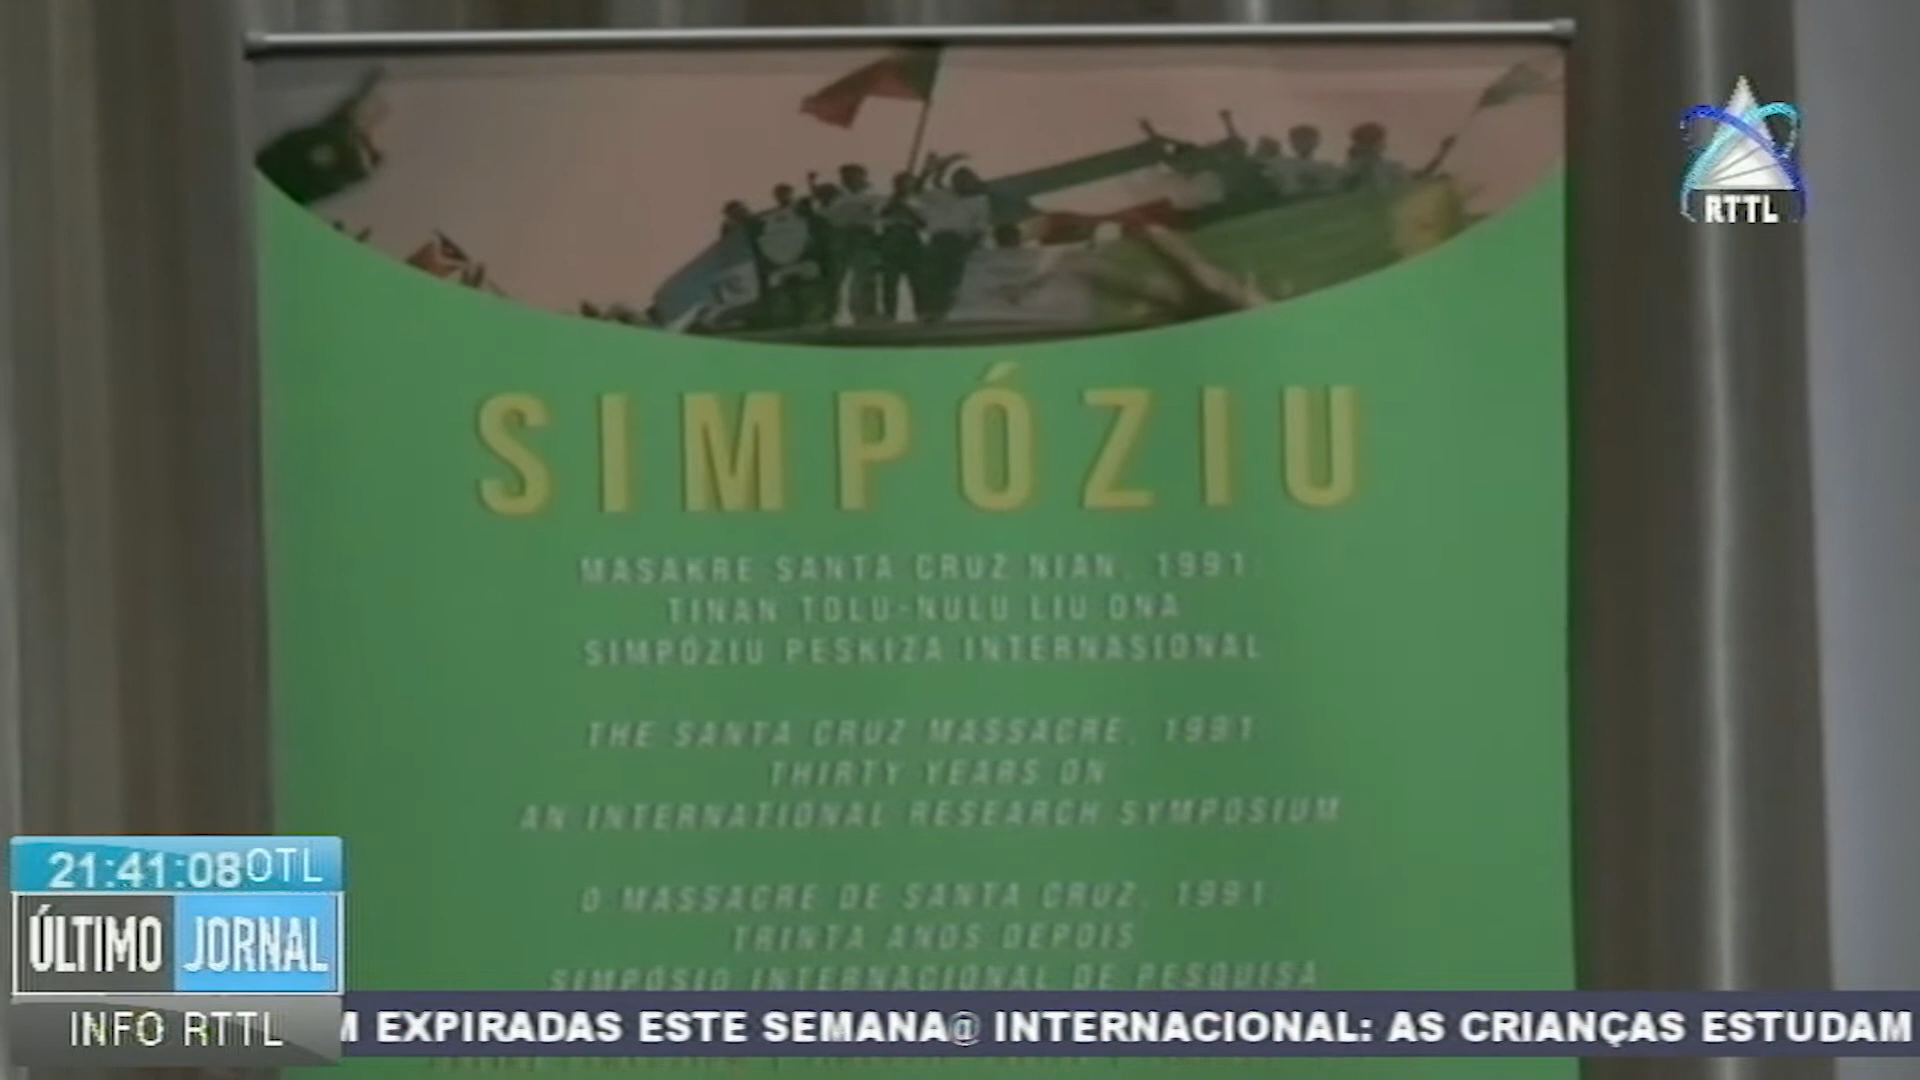 RTTL
SIMPÓZIU
MASAKRE SANTA CRUZ NIAN, 1991:
TINAN TOLU-NULU LIU ONA
SIMPÓZIU PESKIZA INTERNASIONAL
THE SANTA CRUZ MASSACRE, 1991:
THIRTY YEARS ON
AN INTERNATIONAL RESEARCH SYMPOSIUM
O MASSACRE DE SANTA CRUZ, 1991:
TRINTA ANOS DEPOIS
SIMPÓSIO INTERNACIONAL DE PESQUISA
21:41:08 OTL
ÚLTIMO JORNAL
INFO RTTL
M EXPIRADAS ESTE SEMANA@ INTERNACIONAL: AS CRIANÇAS ESTUDAM